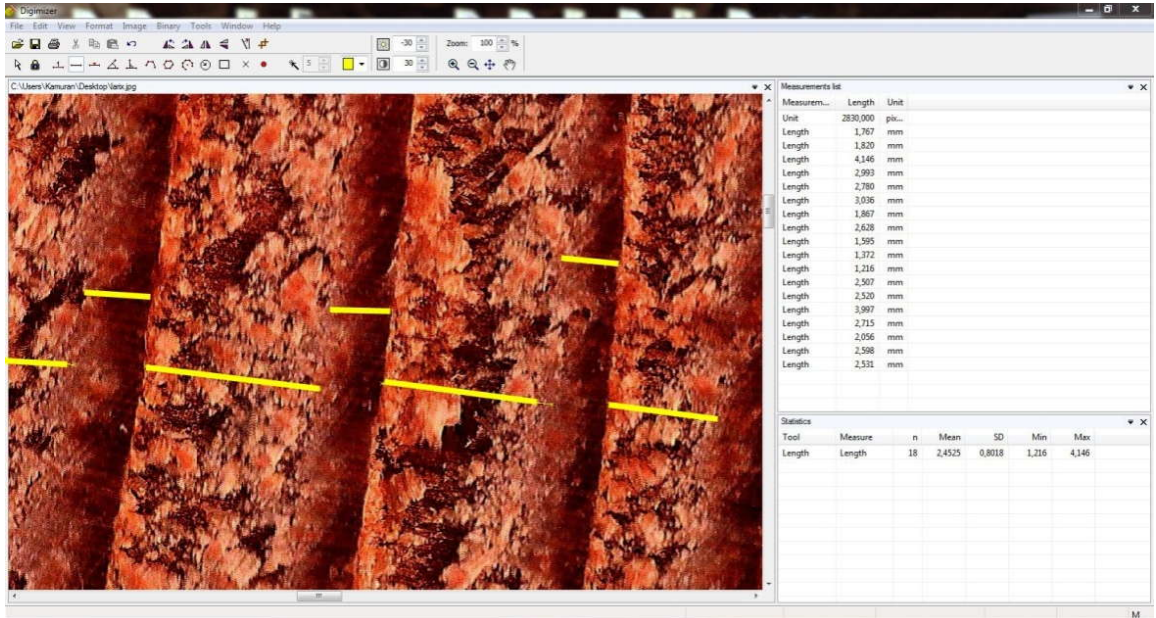 Digimizer
File Edit View Format Image Binary Tools Window Help
-30 Zoom: 100 %
5 30
C:\Users\Kamuran\Desktop\larix.jpg
Measurements list
Measurem... Length Unit
Unit 2830,000 pix...
Length 1,767 mm
Length 1,820 mm
Length 4,146 mm
Length 2,993 mm
Length 2,780 mm
Length 3,036 mm
Length 1,867 mm
Length 2,628 mm
Length 1,595 mm
Length 1,372 mm
Length 1,216 mm
Length 2,507 mm
Length 2,520 mm
Length 3,997 mm
Length 2,715 mm
Length 2,056 mm
Length 2,598 mm
Length 2,531 mm
Statistics
Tool Measure n Mean SD Min Max
Length Length 18 2,4525 0,8018 1,216 4,146
M